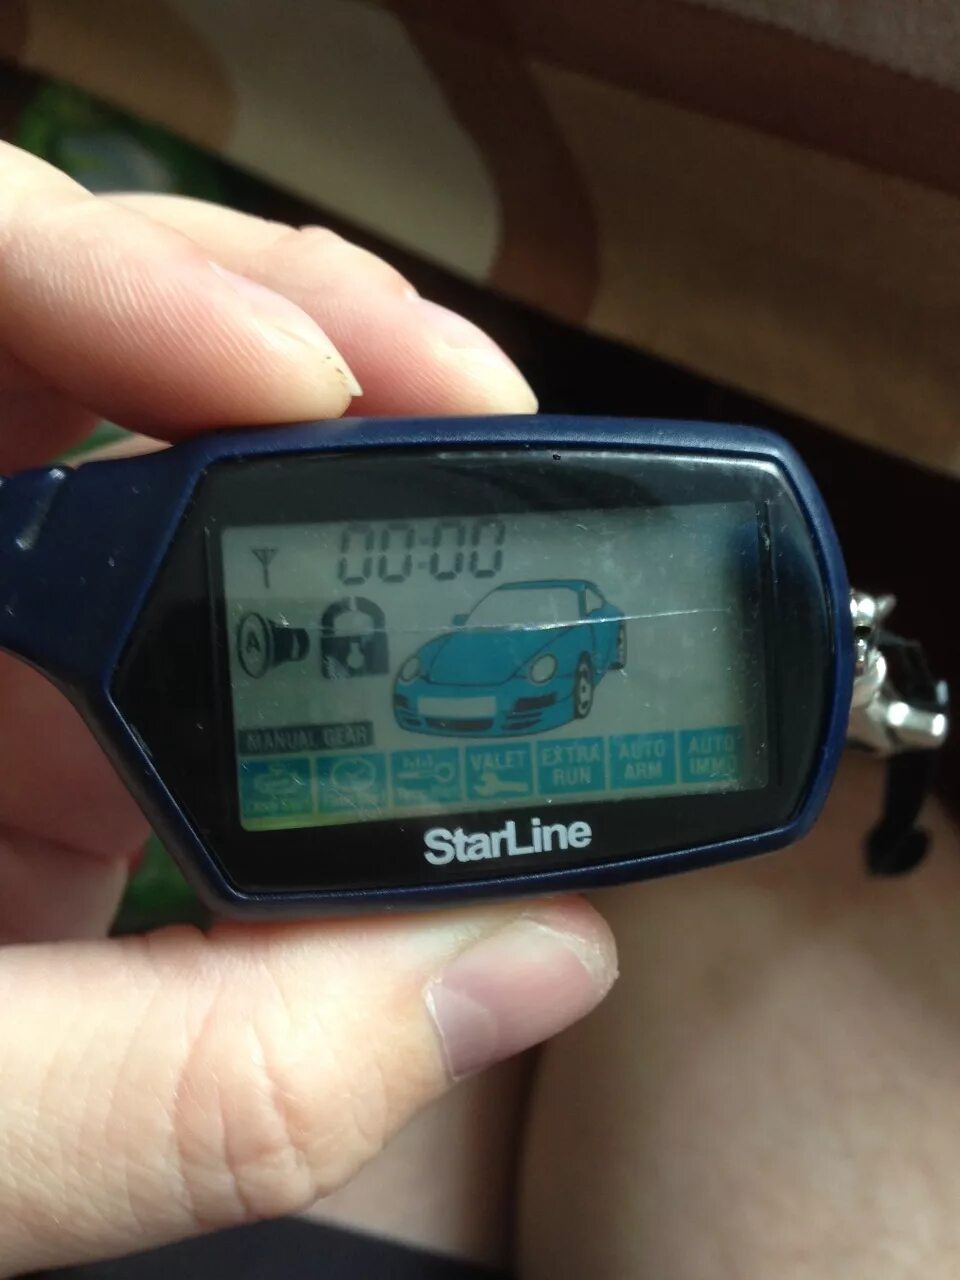 00:00
A
MANUAL GEAR
VALET
EXTRA RUN
AUTO ARM
AUTO IMMO
StarLine